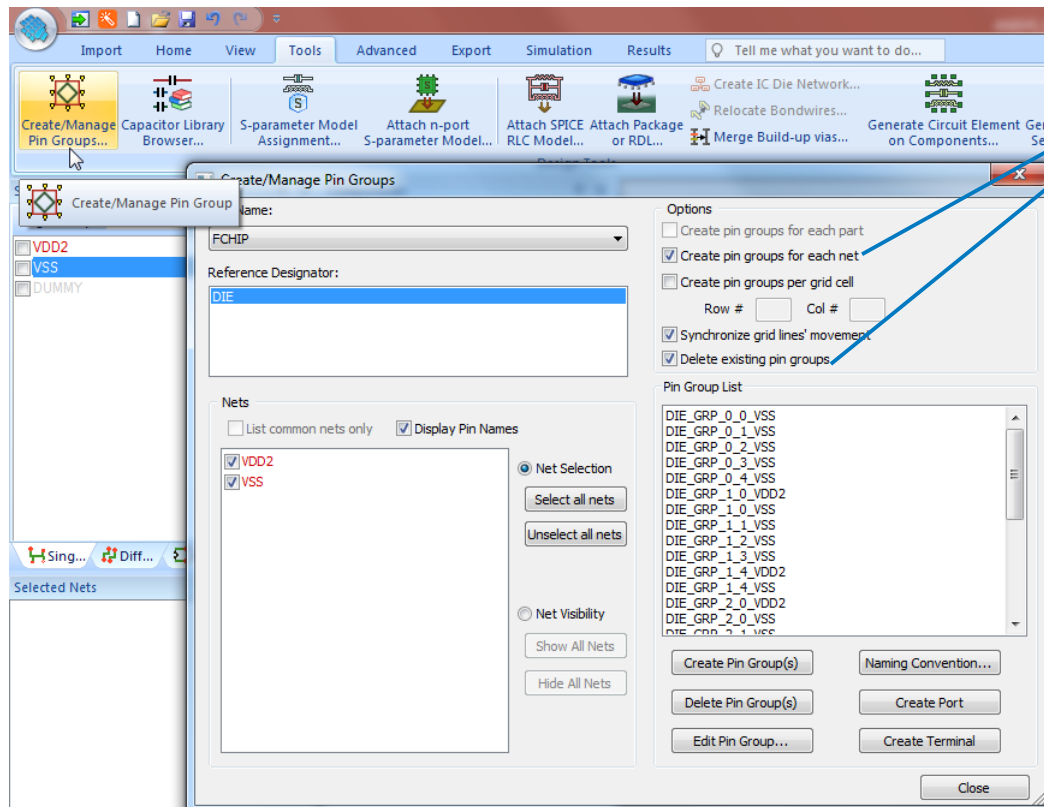 Import Home View Tools Advanced Export Simulation Results Tell me what you want to do...
Create/Manage Pin Groups...
Capacitor Library Browser...
S-parameter Model Assignment...
Attach n-port S-parameter Model...
Attach SPICE RLC Model...
Attach Package or RDL...
Create IC Die Network...
Relocate Bondwires...
Merge Build-up vias...
Generate Circuit Element on Components...
Create/Manage Pin Group
VDD2
VSS
DUMMY
Sing... Diff...
Selected Nets
Create/Manage Pin Groups
Name:
FCHIP
Reference Designator:
DIE
Nets
List common nets only
Display Pin Names
VDD2
VSS
Net Selection
Select all nets
Unselect all nets
Net Visibility
Show All Nets
Hide All Nets
Options
Create pin groups for each part
Create pin groups for each net
Create pin groups per grid cell
Row # Col #
Synchronize grid lines' movement
Delete existing pin groups
Pin Group List
DIE_GRP_0_0_VSS
DIE_GRP_0_1_VSS
DIE_GRP_0_2_VSS
DIE_GRP_0_3_VSS
DIE_GRP_0_4_VSS
DIE_GRP_1_0_VDD2
DIE_GRP_1_0_VSS
DIE_GRP_1_1_VSS
DIE_GRP_1_2_VSS
DIE_GRP_1_3_VSS
DIE_GRP_1_4_VDD2
DIE_GRP_1_4_VSS
DIE_GRP_2_0_VDD2
DIE_GRP_2_0_VSS
DIE_GRP_2_1_VSS
Create Pin Group(s)
Naming Convention...
Delete Pin Group(s)
Create Port
Edit Pin Group...
Create Terminal
Close